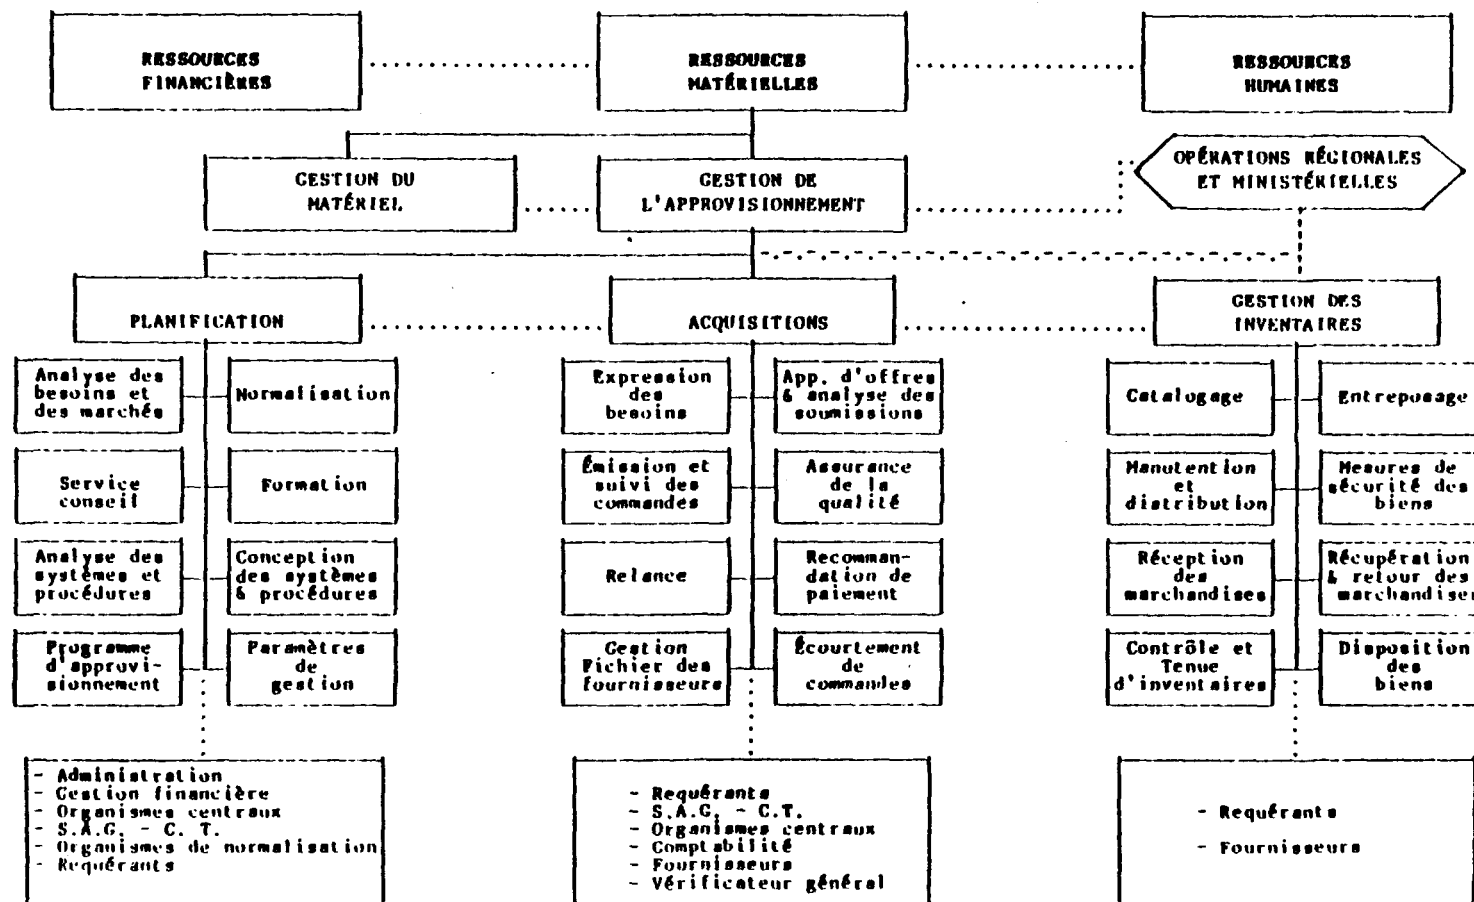 RESSOURCES
FINANCIÈRES
RESSOURCES
MATÉRIELLES
RESSOURCES
HUMAINES
GESTION DU
MATÉRIEL
GESTION DE
L'APPROVISIONNEMENT
OPÉRATIONS RÉGIONALES
ET MINISTÉRIELLES
PLANIFICATION
ACQUISITIONS
GESTION DES
INVENTAIRES
Analyse des
besoins et
des marchés
Normalisation
Expression
des
besoins
App. d'offres
& analyse des
soumissions
Catalogage
Entreposage
Service
conseil
Formation
Émission et
suivi des
commandes
Assurance
de la
qualité
Manutention
et
distribution
Mesures de
sécurité des
biens
Analyse des
systèmes et
procédures
Conception
des systèmes
& procédures
Relance
Recomman-
dation de
paiement
Réception
des
marchandises
Récupération
& retour des
marchandises
Programme
d'approvi-
sionnement
Paramètres
de
gestion
Gestion
Fichier des
fournisseurs
Écourtement
de
commandes
Contrôle et
Tenue
d'inventaires
Disposition
des
biens
- Administration
- Gestion financière
- Organismes centraux
- S.A.G. - C. T.
- Organismes de normalisation
- Requérants
- Requérants
- S.A.G. - C.T.
- Organismes centraux
- Comptabilité
- Fournisseurs
- Vérificateur général
- Requérants
- Fournisseurs